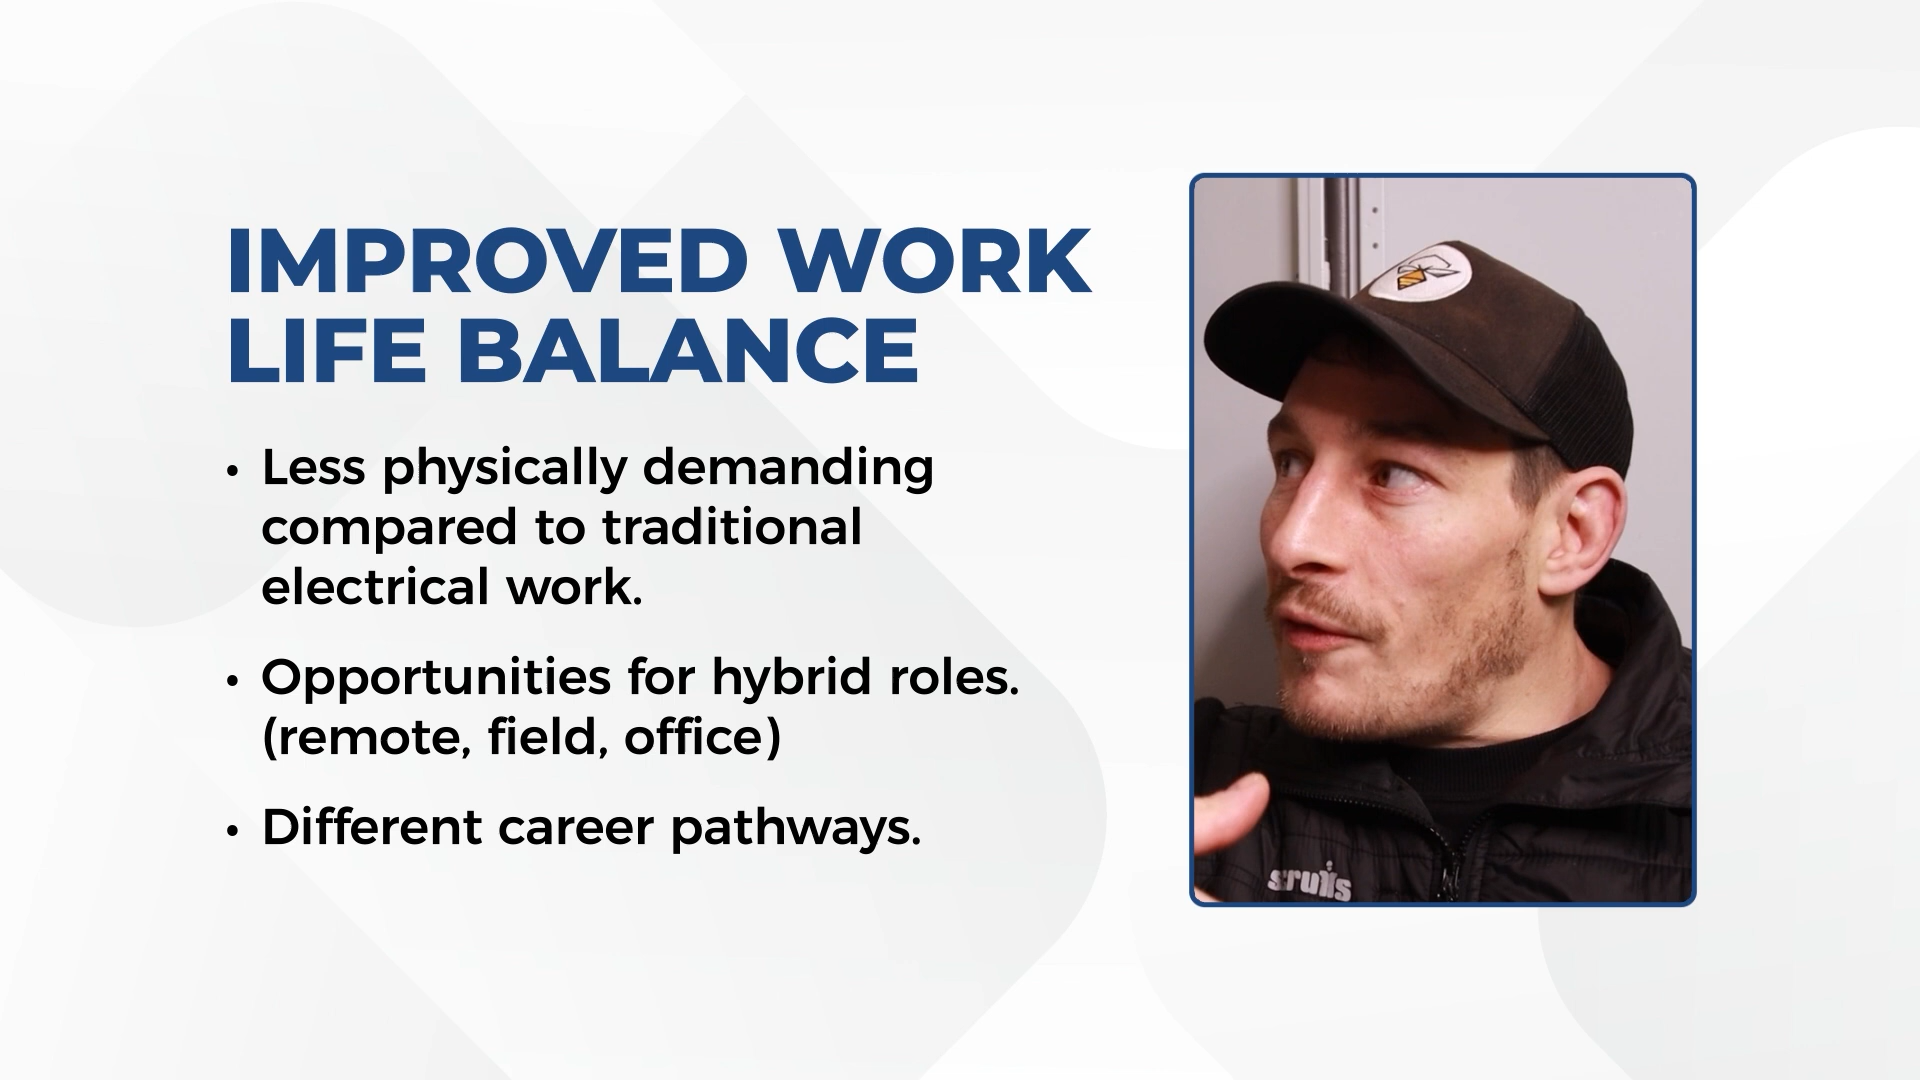 IMPROVED WORK
LIFE BALANCE
• Less physically demanding
compared to traditional
electrical work.
• Opportunities for hybrid roles.
(remote, field, office)
• Different career pathways.
scruffs